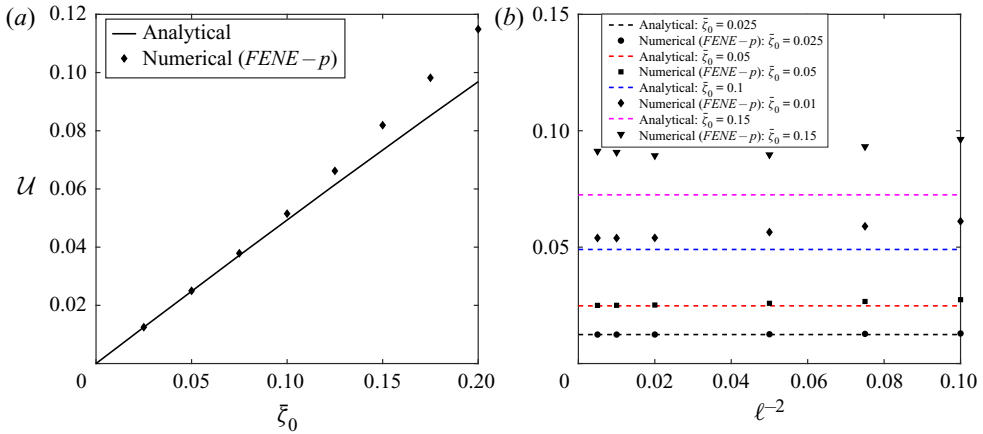 (a)
0.12
0.10
0.08
0.06
0.04
0.02
0
0.05
0.10
0.15
0.20
𝒰
ζ̄₀
Analytical
Numerical (FENE−p)
(b)
0.15
0.10
0.05
0
0.02
0.04
0.06
0.08
0.10
ℓ⁻²
Analytical: ζ̄₀ = 0.025
Numerical (FENE−p): ζ̄₀ = 0.025
Analytical: ζ̄₀ = 0.05
Numerical (FENE−p): ζ̄₀ = 0.05
Analytical: ζ̄₀ = 0.1
Numerical (FENE−p): ζ̄₀ = 0.01
Analytical: ζ̄₀ = 0.15
Numerical (FENE−p): ζ̄₀ = 0.15